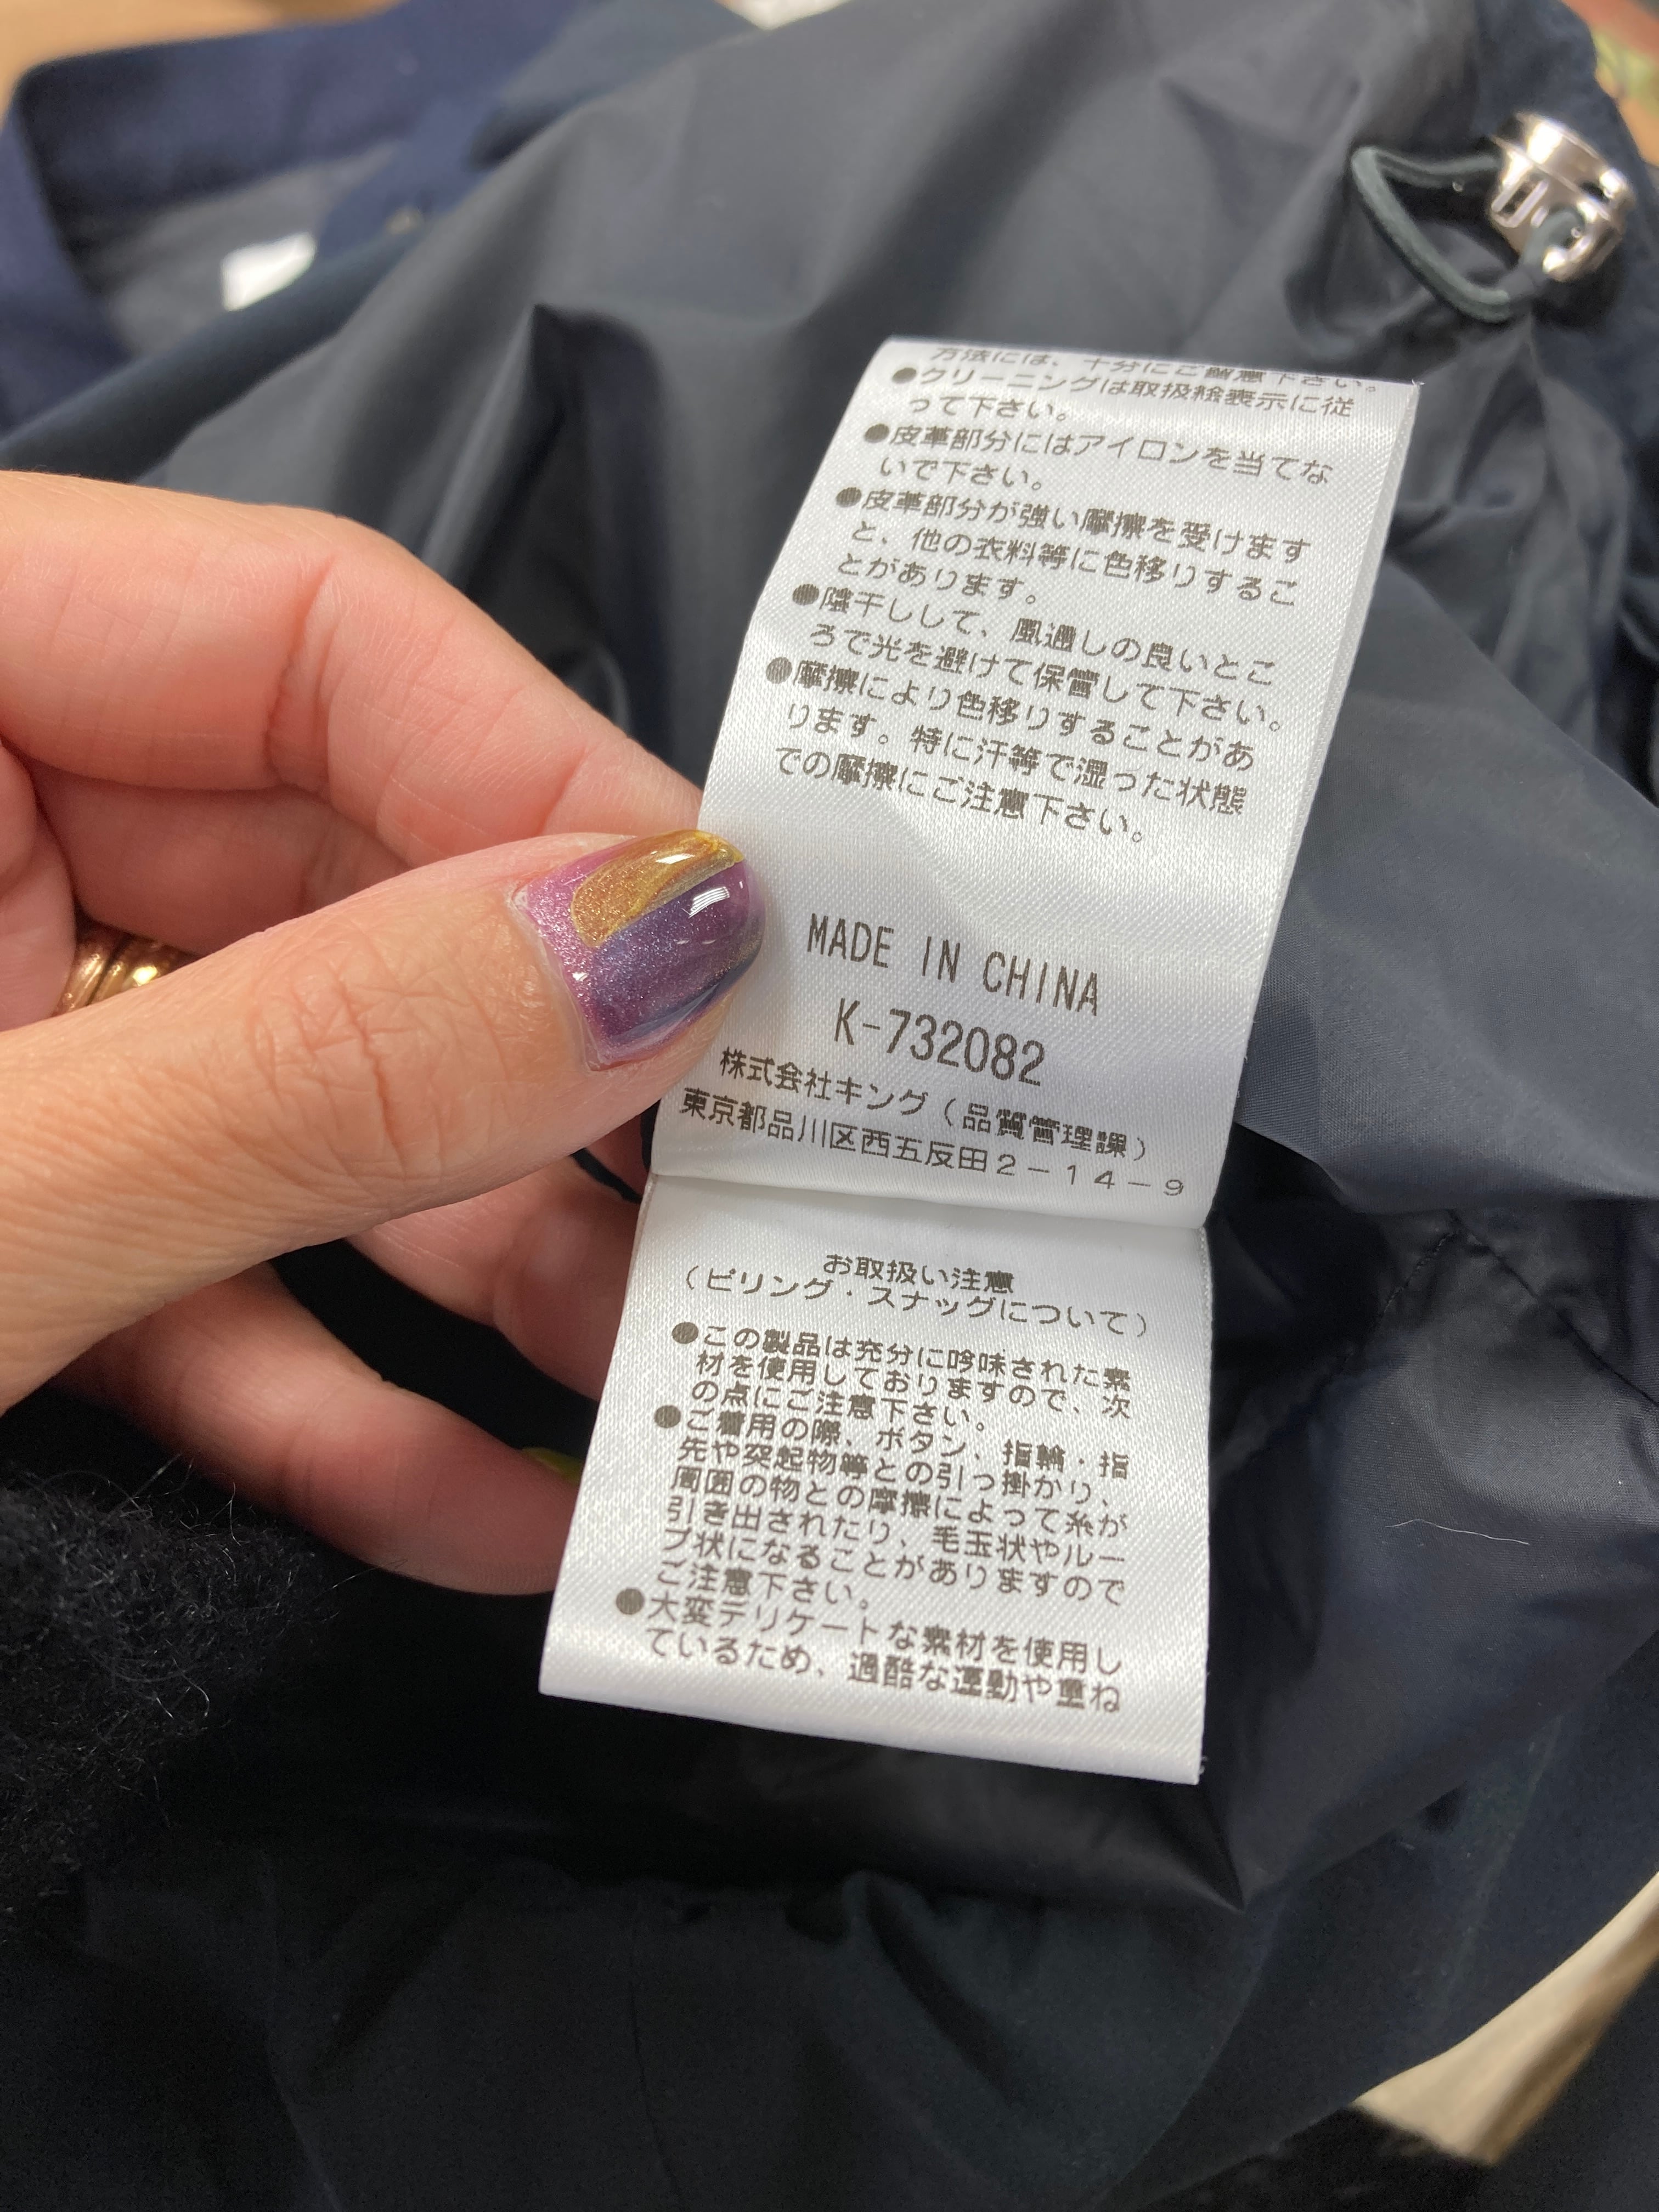 方法には、十分にご留意下さい。
●クリーニングは取扱絵表示に従
って下さい。
●皮革部分にはアイロンを当てな
いで下さい。
●皮革部分が強い摩擦を受けます
と、他の衣料等に色移りするこ
とがあります。
●陰干しして、風通しの良いとこ
ろで光を避けて保管して下さい。
●摩擦により色移りすることがあ
ります。特に汗等で湿った状態
での摩擦にご注意下さい。
MADE IN CHINA
K-732082
株式会社キング(品質管理課)
東京都品川区西五反田2-14-9
お取扱い注意
(ピリング・スナッグについて)
●この製品は充分に吟味された素
材を使用しておりますので、次
の点にご注意下さい。
●ご着用の際、ボタン、指輪・指
先や突起物等との引っ掛かり、
周囲の物との摩擦によって糸が
引き出されたり、毛玉状やルー
プ状になることがありますので
ご注意下さい。
●大変デリケートな素材を使用し
ているため、過酷な運動や重ね